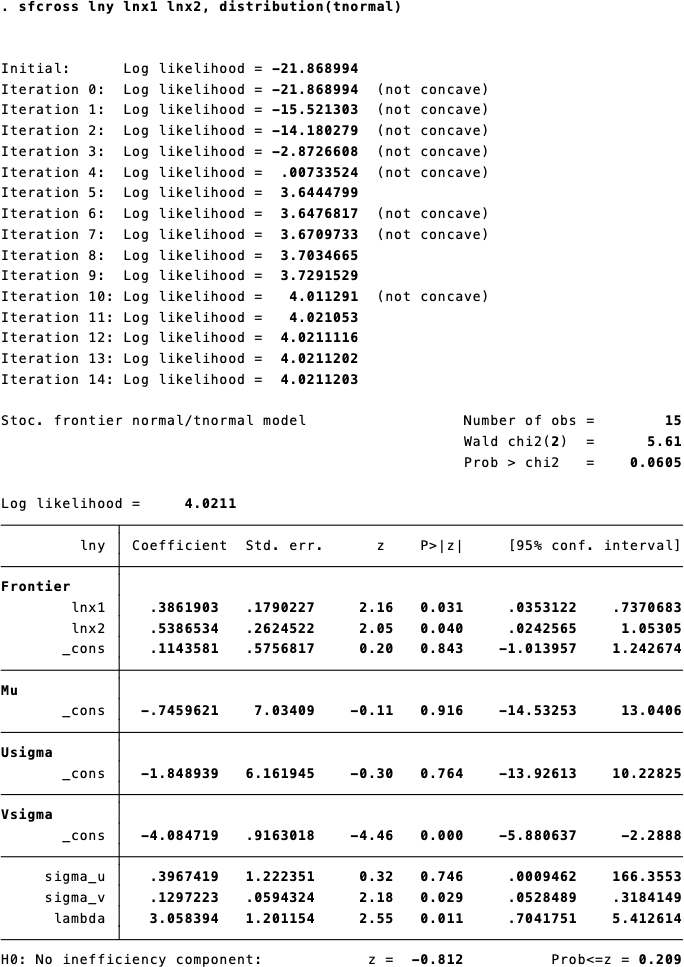 . sfcross lny lnx1 lnx2, distribution(tnormal)
Initial:      Log likelihood = -21.868994
Iteration 0:  Log likelihood = -21.868994  (not concave)
Iteration 1:  Log likelihood = -15.521303  (not concave)
Iteration 2:  Log likelihood = -14.180279  (not concave)
Iteration 3:  Log likelihood = -2.8726608  (not concave)
Iteration 4:  Log likelihood =  .00733524  (not concave)
Iteration 5:  Log likelihood =  3.6444799
Iteration 6:  Log likelihood =  3.6476817  (not concave)
Iteration 7:  Log likelihood =  3.6709733  (not concave)
Iteration 8:  Log likelihood =  3.7034665
Iteration 9:  Log likelihood =  3.7291529
Iteration 10: Log likelihood =   4.011291  (not concave)
Iteration 11: Log likelihood =   4.021053
Iteration 12: Log likelihood =  4.0211116
Iteration 13: Log likelihood =  4.0211202
Iteration 14: Log likelihood =  4.0211203
Stoc. frontier normal/tnormal model                  Number of obs =        15
                                                     Wald chi2(2)  =      5.61
                                                     Prob > chi2   =    0.0605
Log likelihood =     4.0211
         lny | Coefficient  Std. err.      z    P>|z|     [95% conf. interval]
Frontier
        lnx1 |   .3861903   .1790227     2.16   0.031     .0353122    .7370683
        lnx2 |   .5386534   .2624522     2.05   0.040     .0242565     1.05305
       _cons |   .1143581   .5756817     0.20   0.843    -1.013957    1.242674
Mu
       _cons |  -.7459621    7.03409    -0.11   0.916    -14.53253     13.0406
Usigma
       _cons |  -1.848939   6.161945    -0.30   0.764    -13.92613    10.22825
Vsigma
       _cons |  -4.084719   .9163018    -4.46   0.000    -5.880637     -2.2888
     sigma_u |   .3967419   1.222351     0.32   0.746     .0009462    166.3553
     sigma_v |   .1297223   .0594324     2.18   0.029     .0528489    .3184149
      lambda |   3.058394   1.201154     2.55   0.011     .7041751    5.412614
H0: No inefficiency component:            z =  -0.812          Prob<=z = 0.209